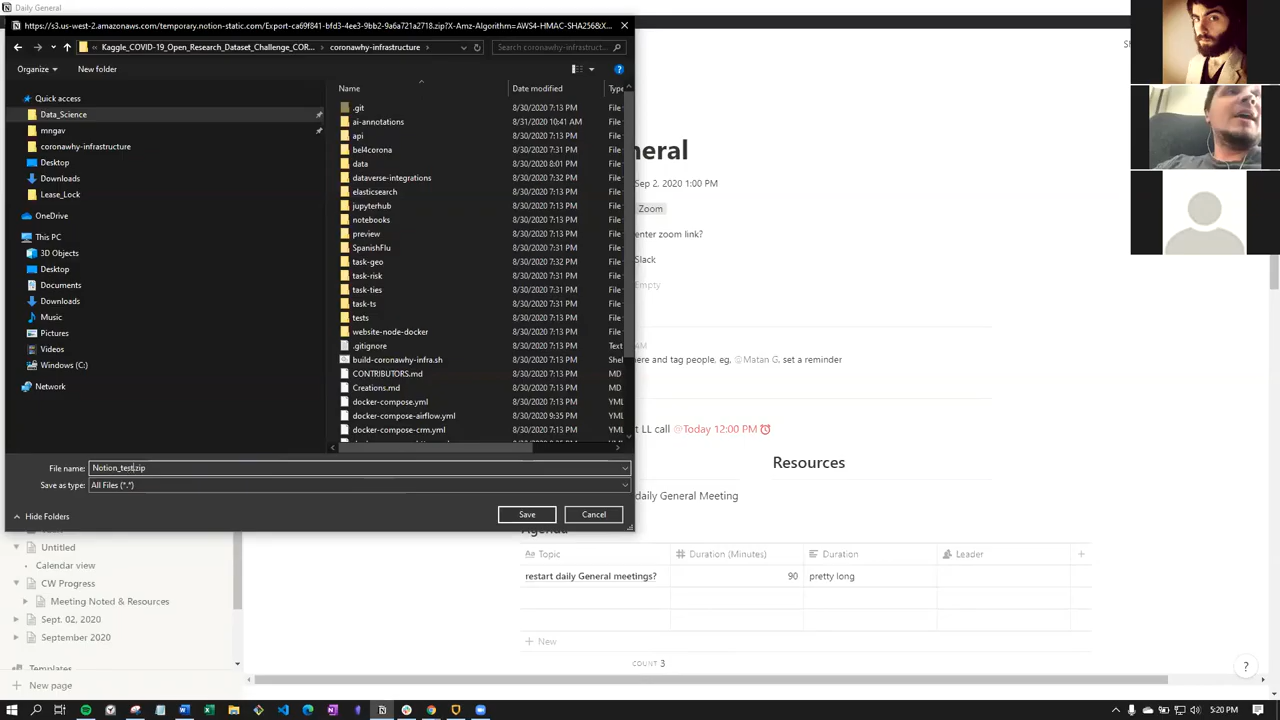 Daily General
https://s3.us-west-2.amazonaws.com/temporary.notion-static.com/Export-ca69f841-bfd3-4ee3-9bb2-9a6a721a2718.zip?X-Amz-Algorithm=AWS4-HMAC-SHA256&X...
« Kaggle_COVID-19_Open_Research_Dataset_Challenge_COR... › coronawhy-infrastructure ›
Search coronawhy-infrastruct...
Organize
New folder
Name
Date modified
Type
Quick access
Data_Science
mngav
coronawhy-infrastructure
Desktop
Downloads
Lease_Lock
OneDrive
This PC
3D Objects
Desktop
Documents
Downloads
Music
Pictures
Videos
Windows (C:)
Network
.git 8/30/2020 7:13 PM File
ai-annotations 8/31/2020 10:41 AM File
api 8/30/2020 7:13 PM File
bel4corona 8/30/2020 7:31 PM File
data 8/30/2020 8:01 PM File
dataverse-integrations 8/30/2020 7:32 PM File
elasticsearch 8/30/2020 7:13 PM File
jupyterhub 8/30/2020 7:13 PM File
notebooks 8/30/2020 7:13 PM File
preview 8/30/2020 7:13 PM File
SpanishFlu 8/30/2020 7:31 PM File
task-geo 8/30/2020 7:32 PM File
task-risk 8/30/2020 7:31 PM File
task-ties 8/30/2020 7:31 PM File
task-ts 8/30/2020 7:31 PM File
tests 8/30/2020 7:13 PM File
website-node-docker 8/30/2020 7:31 PM File
.gitignore 8/30/2020 7:13 PM Text
build-coronawhy-infra.sh 8/30/2020 7:13 PM Shel
CONTRIBUTORS.md 8/30/2020 7:13 PM MD
Creations.md 8/30/2020 7:13 PM MD
docker-compose.yml 8/30/2020 7:13 PM YML
docker-compose-airflow.yml 8/30/2020 9:35 PM YML
docker-compose-crm.yml 8/30/2020 7:13 PM YML
File name: Notion_test.zip
Save as type: All Files (*.*)
Hide Folders
Save
Cancel
neral
Sep 2, 2020 1:00 PM
Zoom
enter zoom link?
Slack
Empty
here and tag people, eg, @Matan G. set a reminder
t LL call @Today 12:00 PM
Resources
daily General Meeting
Agenda
Topic
Duration (Minutes)
Duration
Leader
restart daily General meetings?
90
pretty long
New
COUNT 3
Untitled
Calendar view
CW Progress
Meeting Noted & Resources
Sept. 02, 2020
September 2020
Templates
New page
?
5:20 PM